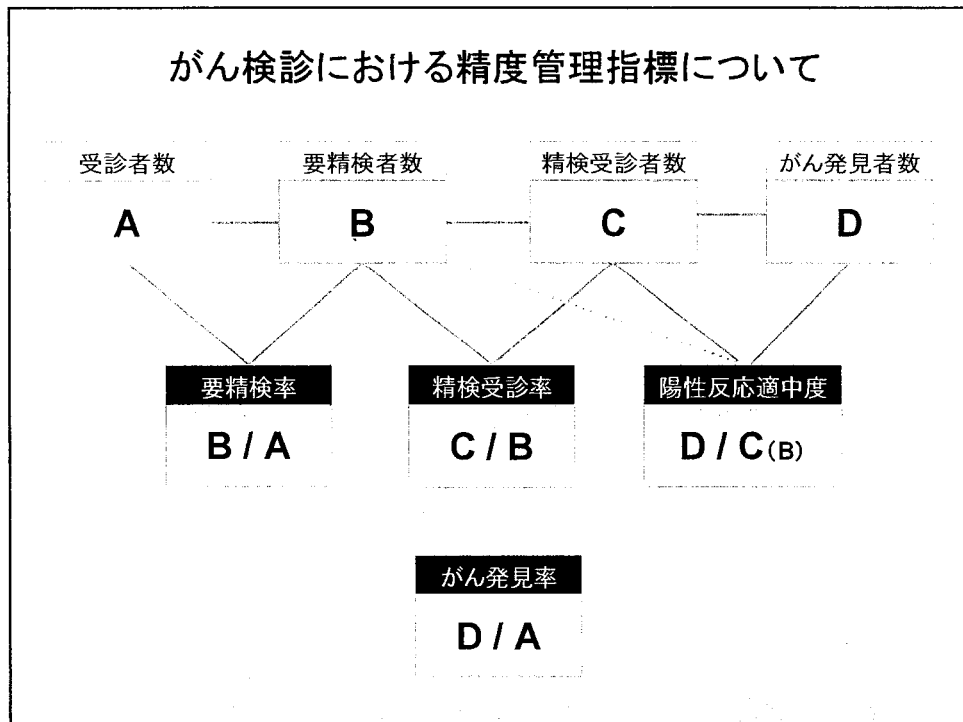 がん検診における精度管理指標について
受診者数
要精検者数
精検受診者数
がん発見者数
A
B
C
D
要精検率
精検受診率
陽性反応適中度
B / A
C / B
D / C(B)
がん発見率
D / A